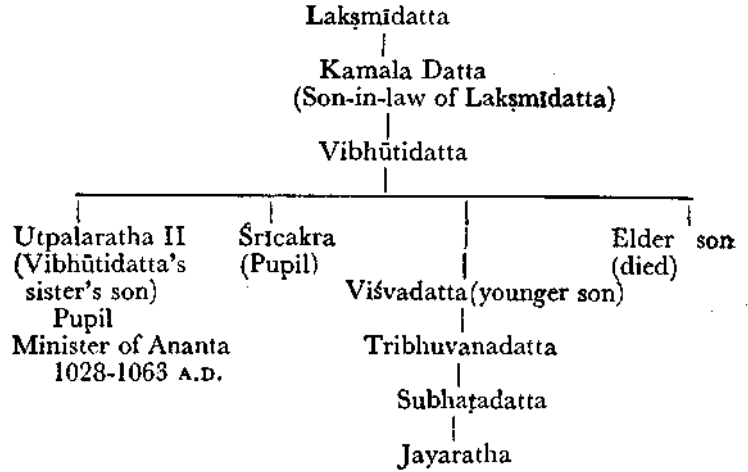 Lakṣmīdatta
Kamala Datta
(Son-in-law of Lakṣmīdatta)
Vibhūtidatta
Utpalaratha II
(Vibhūtidatta's
sister's son)
Pupil
Minister of Ananta
1028-1063 A.D.
Śrīcakra
(Pupil)
Viśvadatta (younger son)
Tribhuvanadatta
Subhaṭadatta
Jayaratha
Elder son
(died)